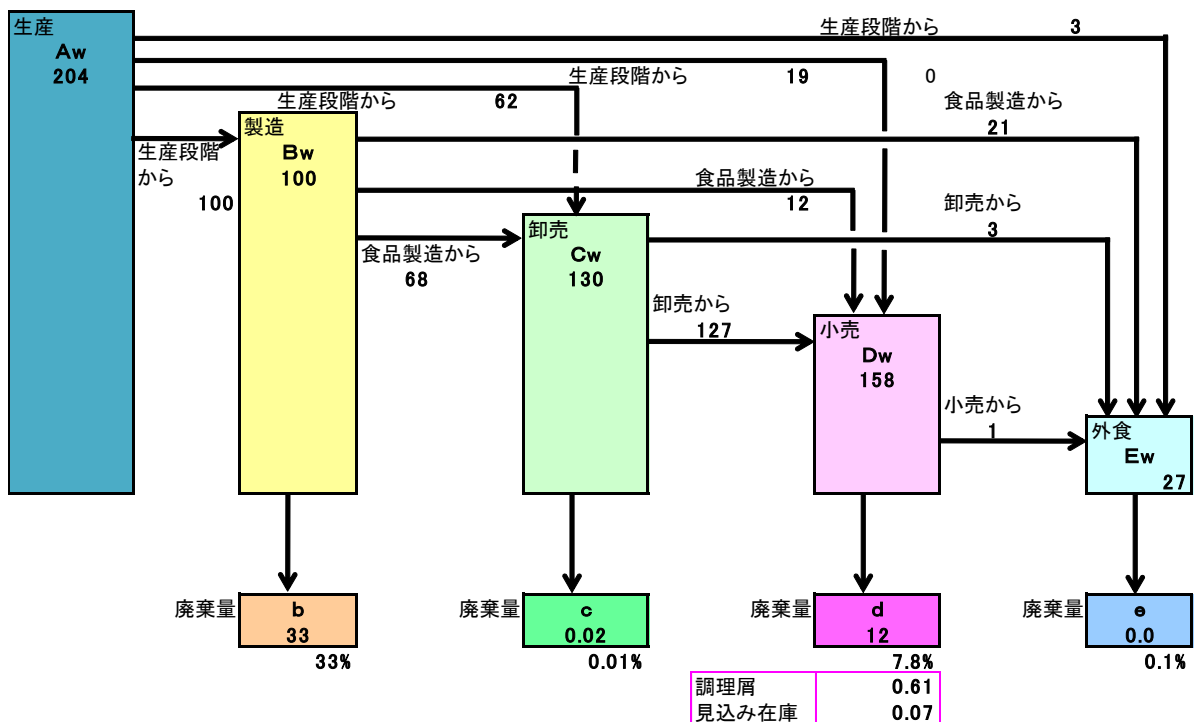 生産
Aw
204
生産段階から 3
生産段階から 19 0
生産段階から 62
食品製造から
21
製造
Bw
100
生産段階
から
100
食品製造から
12
卸売から
3
食品製造から
68
卸売
Cw
130
卸売から
127
小売
Dw
158
小売から
1
外食
Ew
27
廃棄量 b
33
33%
廃棄量 c
0.02
0.01%
廃棄量 d
12
7.8%
廃棄量 e
0.0
0.1%
調理屑 0.61
見込み在庫 0.07